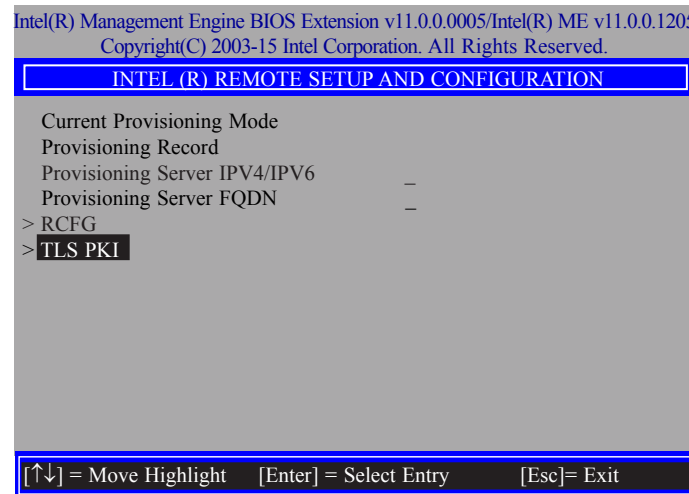 Intel(R) Management Engine BIOS Extension v11.0.0.0005/Intel(R) ME v11.0.0.1205
Copyright(C) 2003-15 Intel Corporation. All Rights Reserved.
INTEL (R) REMOTE SETUP AND CONFIGURATION
Current Provisioning Mode
Provisioning Record
Provisioning Server IPV4/IPV6 _
Provisioning Server FQDN _
> RCFG
> TLS PKI
[↑↓] = Move Highlight [Enter] = Select Entry [Esc]= Exit